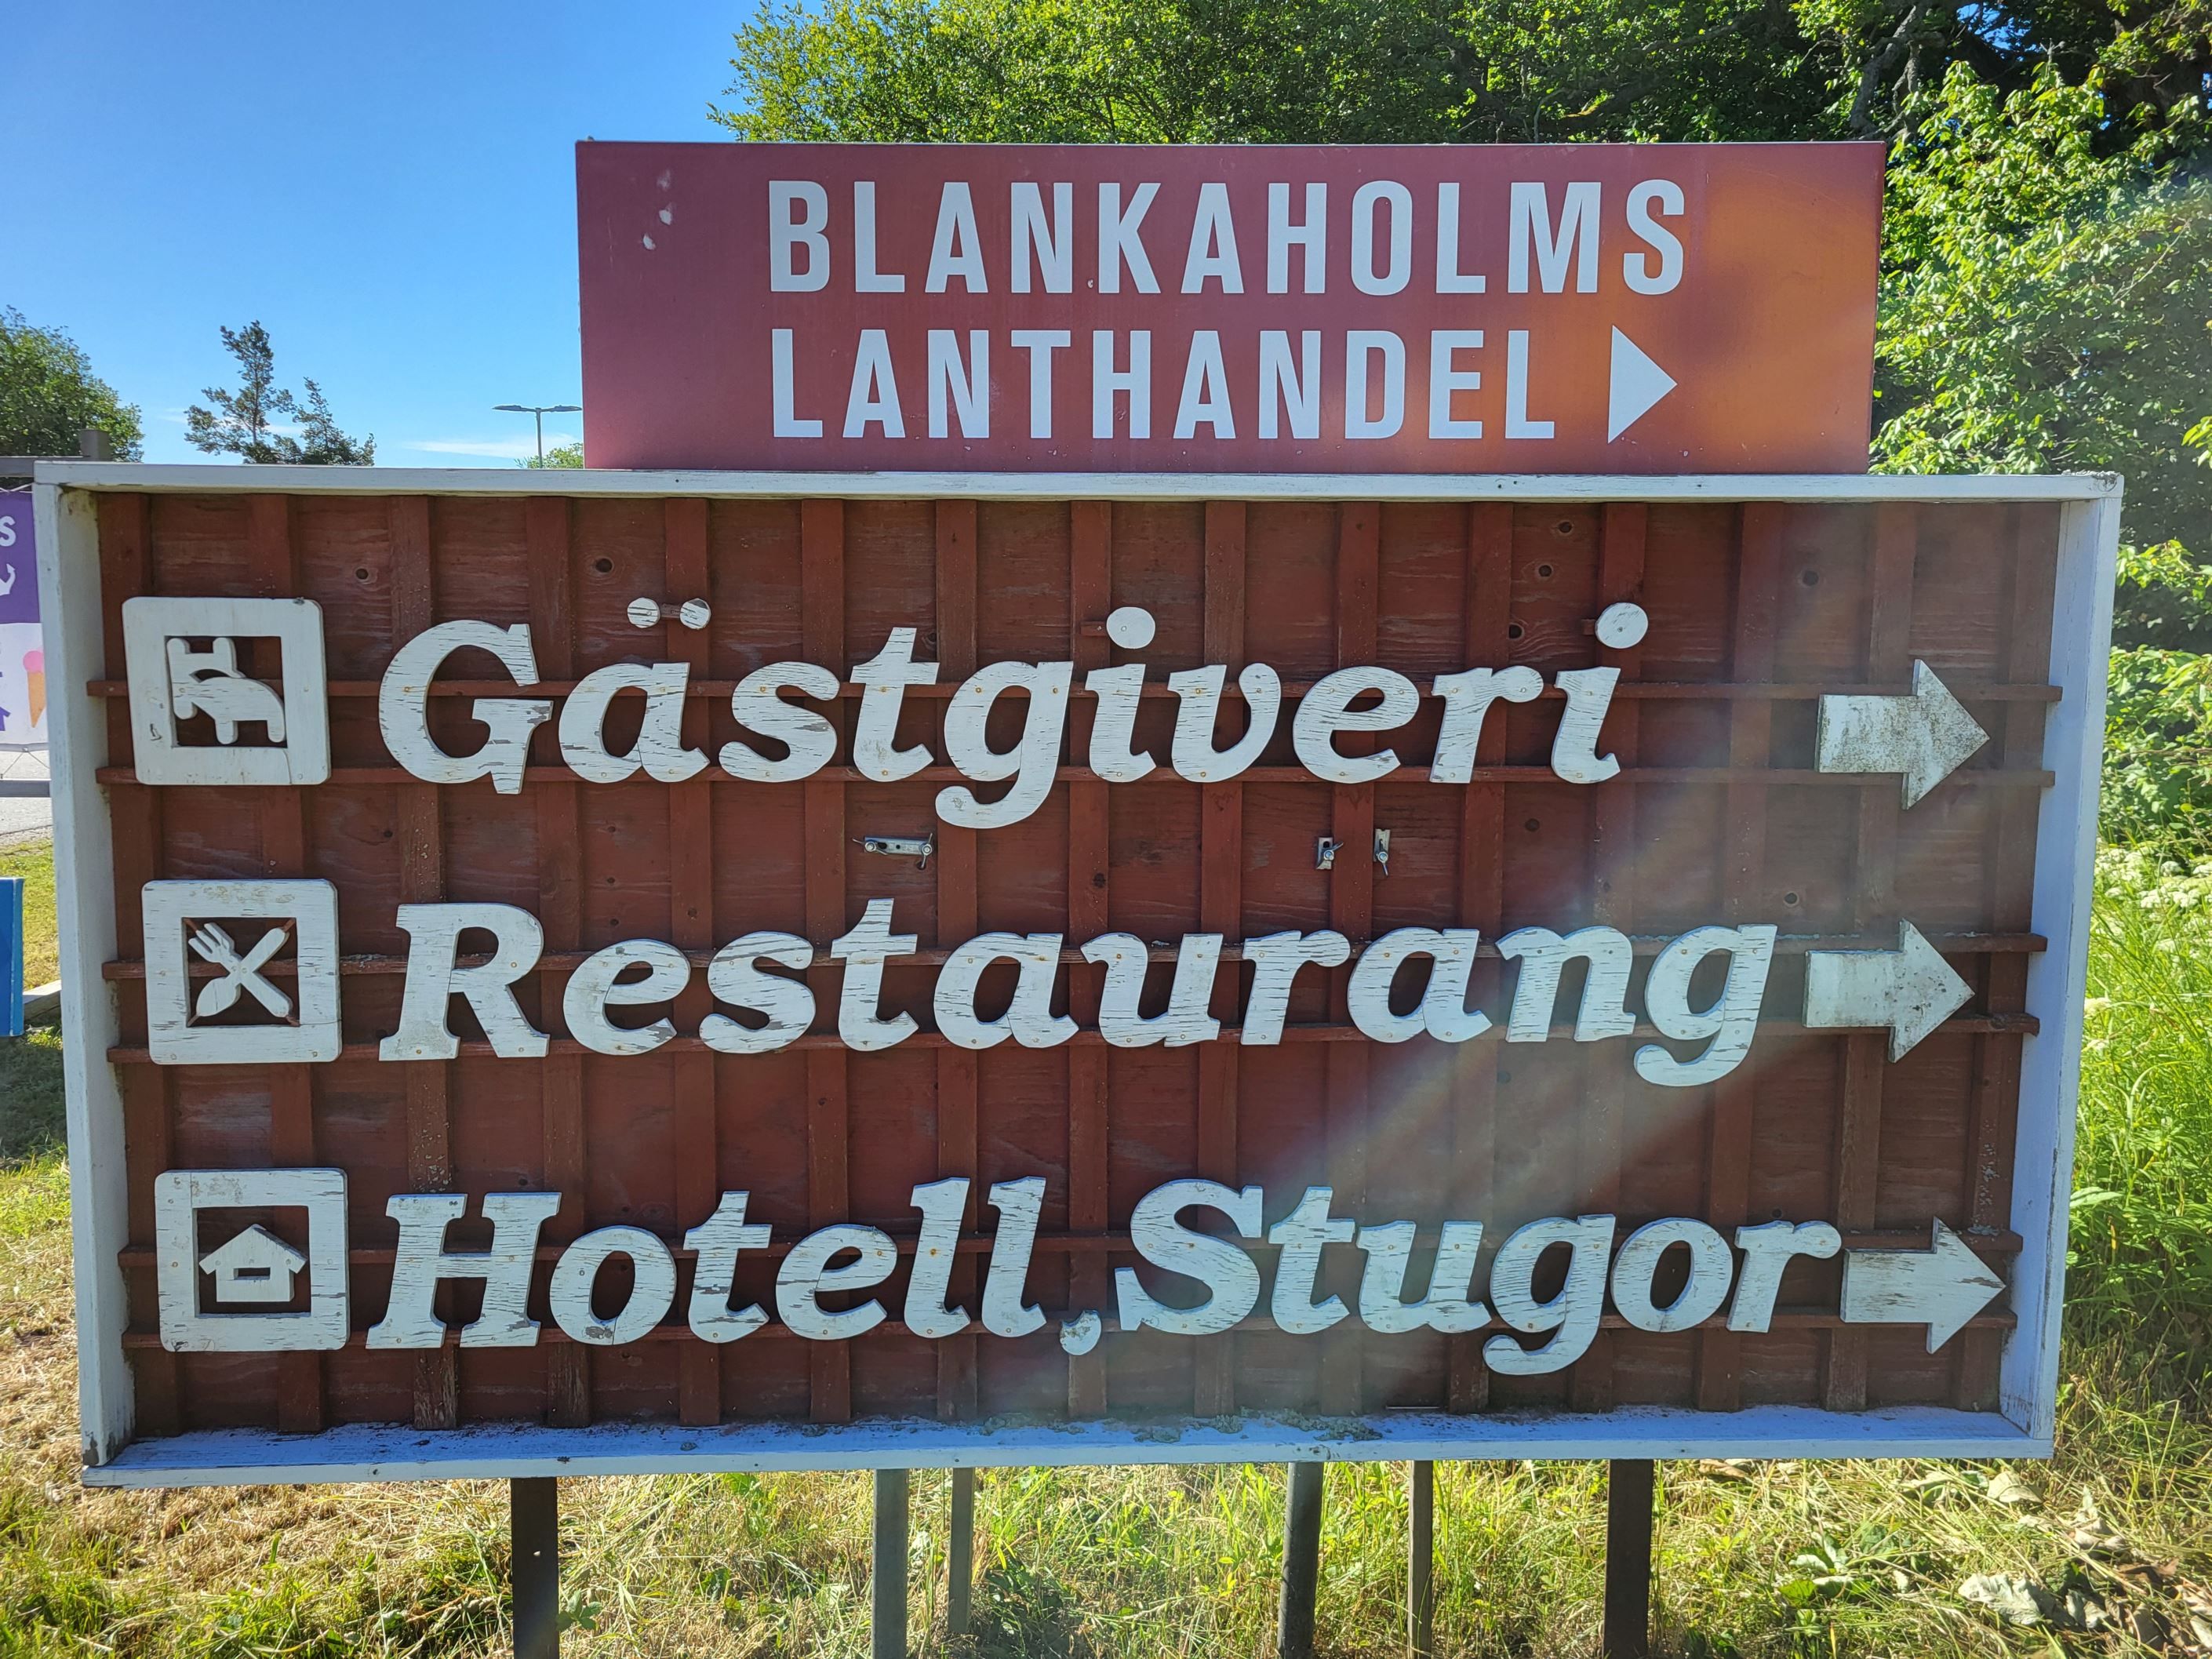 BLANKAHOLMS
LANTHANDEL
Gästgiveri
Restaurang
Hotell, Stugor